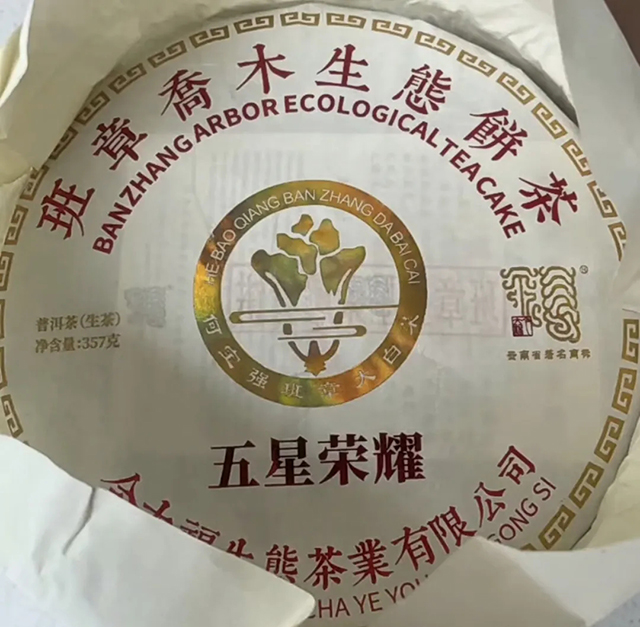 班章喬木生態餅茶
BANZHANG ARBOR ECOLOGICAL TEA CAKE
HE BAO QIANG BAN ZHANG DA BAI CAI
何宝强班章大白菜
普洱茶(生茶)
净含量:357克
®
云南省著名商标
五星荣耀
福生態茶業有限公司
CHA YE YOU GONG SI